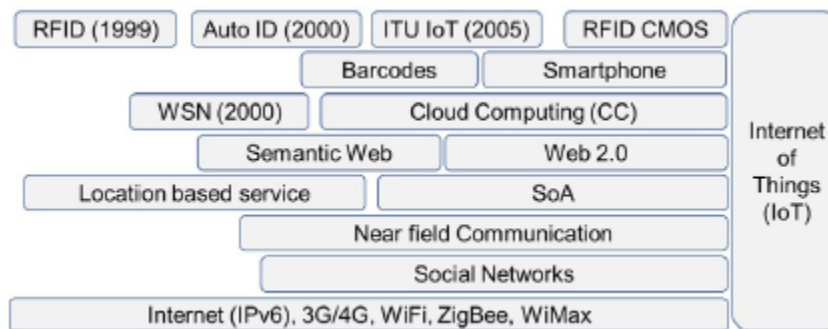 RFID (1999) Auto ID (2000) ITU IoT (2005) RFID CMOS
Barcodes Smartphone
WSN (2000) Cloud Computing (CC)
Semantic Web Web 2.0
Location based service SoA
Near field Communication
Social Networks
Internet (IPv6), 3G/4G, WiFi, ZigBee, WiMax
Internet
of
Things
(IoT)